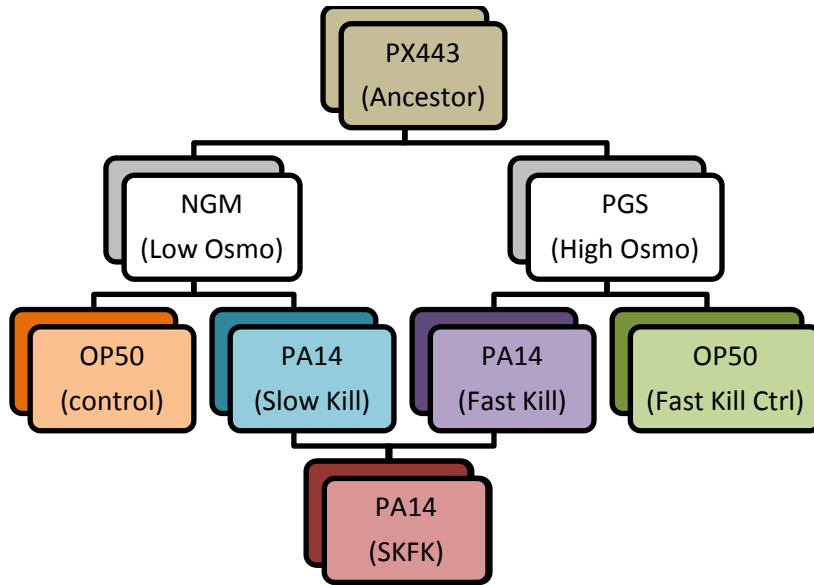 PX443
(Ancestor)
NGM
(Low Osmo)
PGS
(High Osmo)
OP50
(control)
PA14
(Slow Kill)
PA14
(Fast Kill)
OP50
(Fast Kill Ctrl)
PA14
(SKFK)